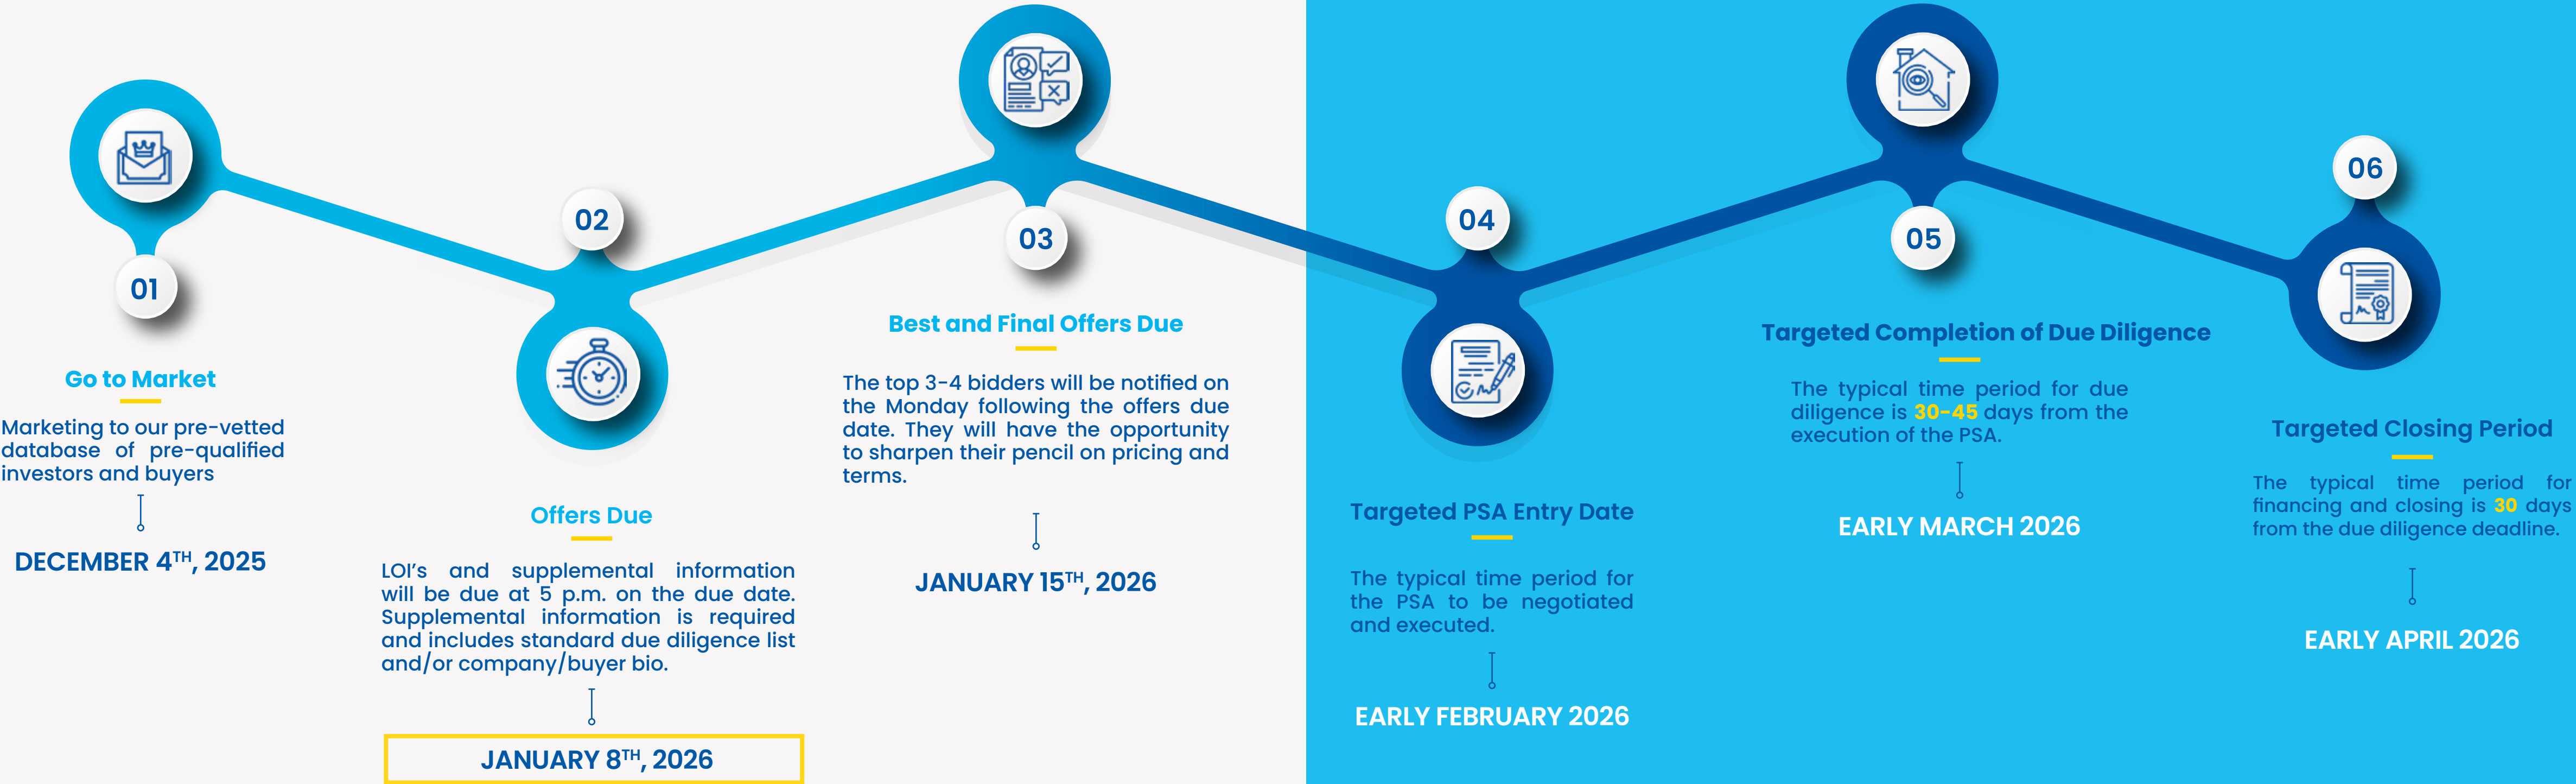 01
Go to Market
Marketing to our pre-vetted
database of pre-qualified
investors and buyers
DECEMBER 4TH, 2025
02
Offers Due
LOI's and supplemental information
will be due at 5 p.m. on the due date.
Supplemental information is required
and includes standard due diligence list
and/or company/buyer bio.
JANUARY 8TH, 2026
03
Best and Final Offers Due
The top 3-4 bidders will be notified on
the Monday following the offers due
date. They will have the opportunity
to sharpen their pencil on pricing and
terms.
JANUARY 15TH, 2026
04
Targeted PSA Entry Date
The typical time period for
the PSA to be negotiated
and executed.
EARLY FEBRUARY 2026
05
Targeted Completion of Due Diligence
The typical time period for due
diligence is 30-45 days from the
execution of the PSA.
EARLY MARCH 2026
06
Targeted Closing Period
The typical time period for
financing and closing is 30 days
from the due diligence deadline.
EARLY APRIL 2026